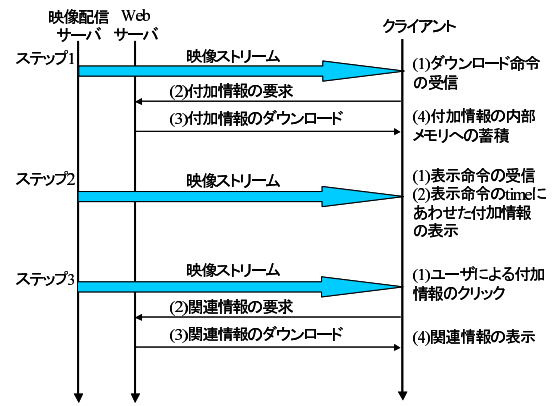 映像配信
サーバ
Web
サーバ
クライアント
ステップ1
映像ストリーム
(1)ダウンロード命令
の受信
(2)付加情報の要求
(3)付加情報のダウンロード
(4)付加情報の内部
メモリへの蓄積
ステップ2
映像ストリーム
(1)表示命令の受信
(2)表示命令のtimeに
あわせた付加情報
の表示
ステップ3
映像ストリーム
(1)ユーザによる付加
情報のクリック
(2)関連情報の要求
(3)関連情報のダウンロード
(4)関連情報の表示